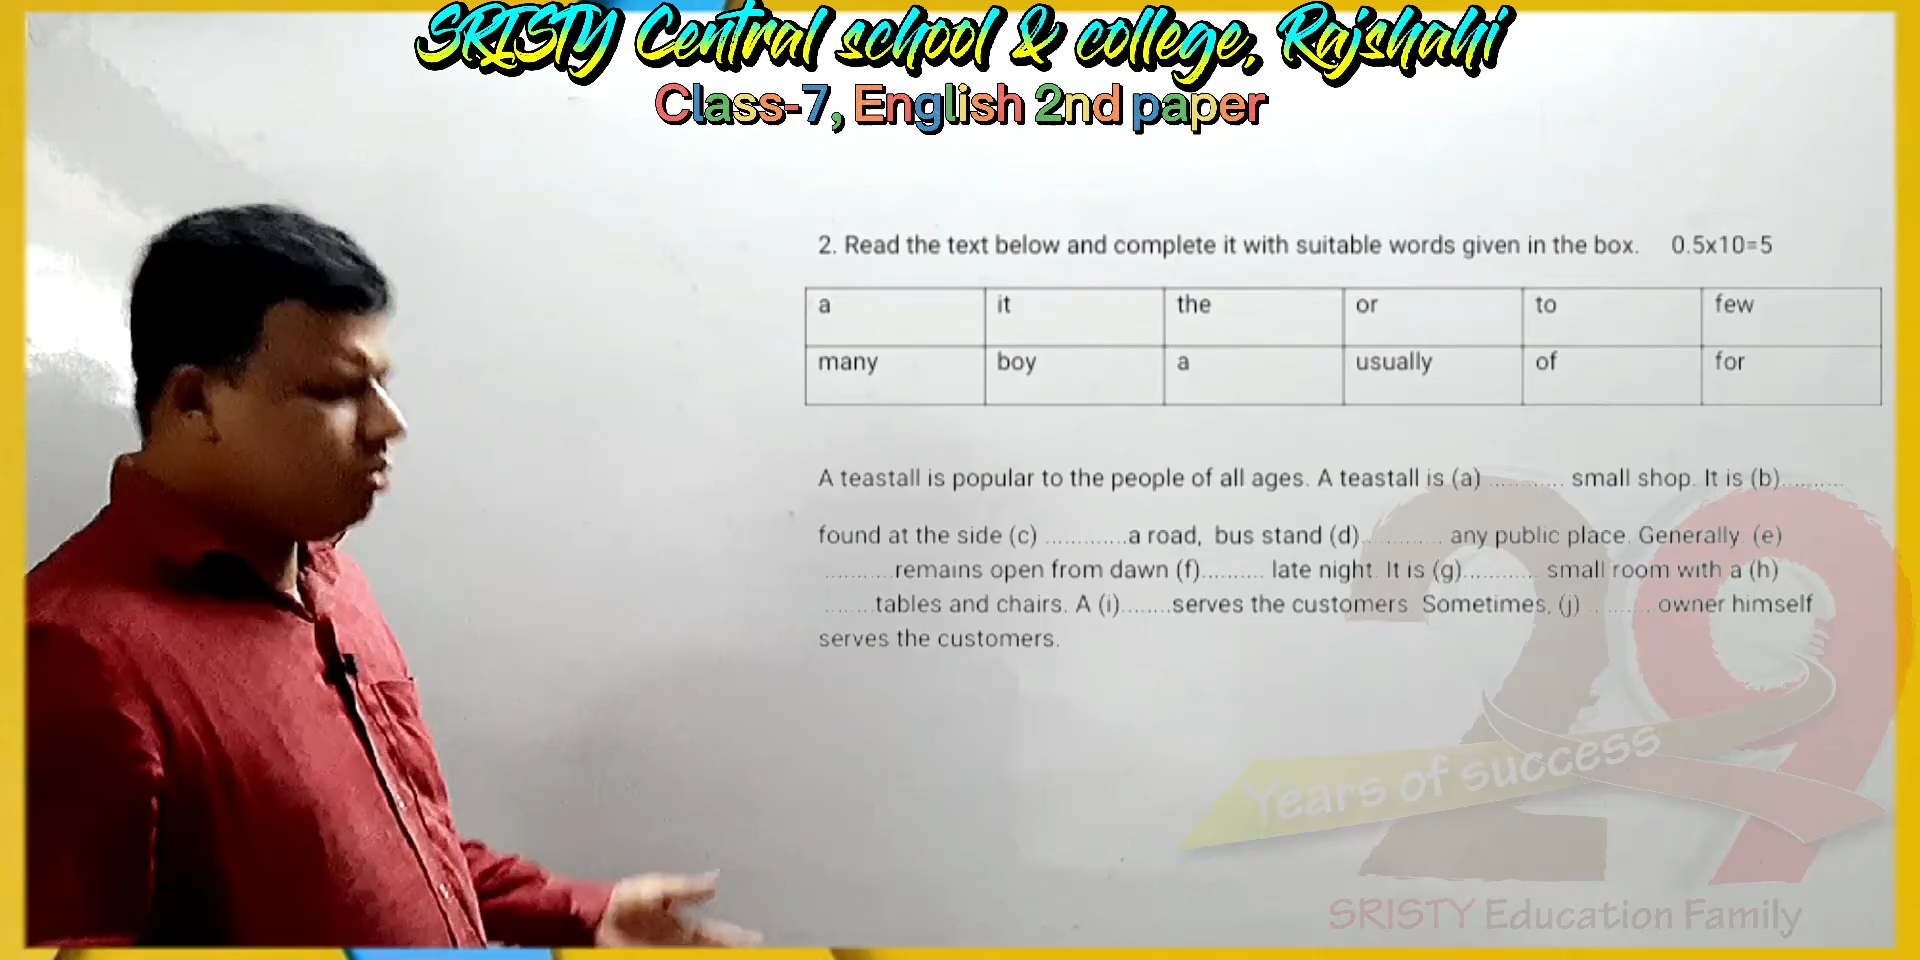 SRISTY Central school & college, Rajshahi
Class-7, English 2nd paper
2. Read the text below and complete it with suitable words given in the box. 0.5x10=5
a it the or to few
many boy a usually of for
A teastall is popular to the people of all ages. A teastall is (a) ........... small shop. It is (b)..........
found at the side (c) .............a road, bus stand (d)............. any public place. Generally (e)
...........remains open from dawn (f).......... late night. It is (g)............ small room with a (h)
........tables and chairs. A (i)........serves the customers. Sometimes, (j) .......... owner himself
serves the customers.
29
Years of success
SRISTY Education Family